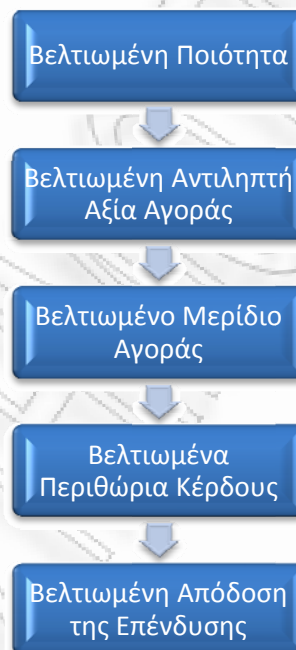 Βελτιωμένη Ποιότητα
Βελτιωμένη Αντιληπτή
Αξία Αγοράς
Βελτιωμένο Μερίδιο
Αγοράς
Βελτιωμένα
Περιθώρια Κέρδους
Βελτιωμένη Απόδοση
της Επένδυσης